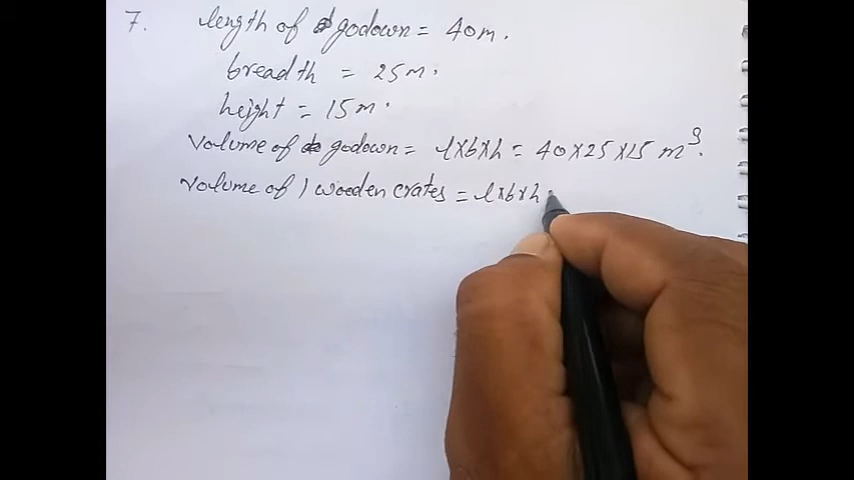 7. length of godown = 40m.
breadth = 25m.
height = 15m.
volume of godown = l×b×h = 40×25×15 m³.
volume of 1 wooden crates = l×b×h